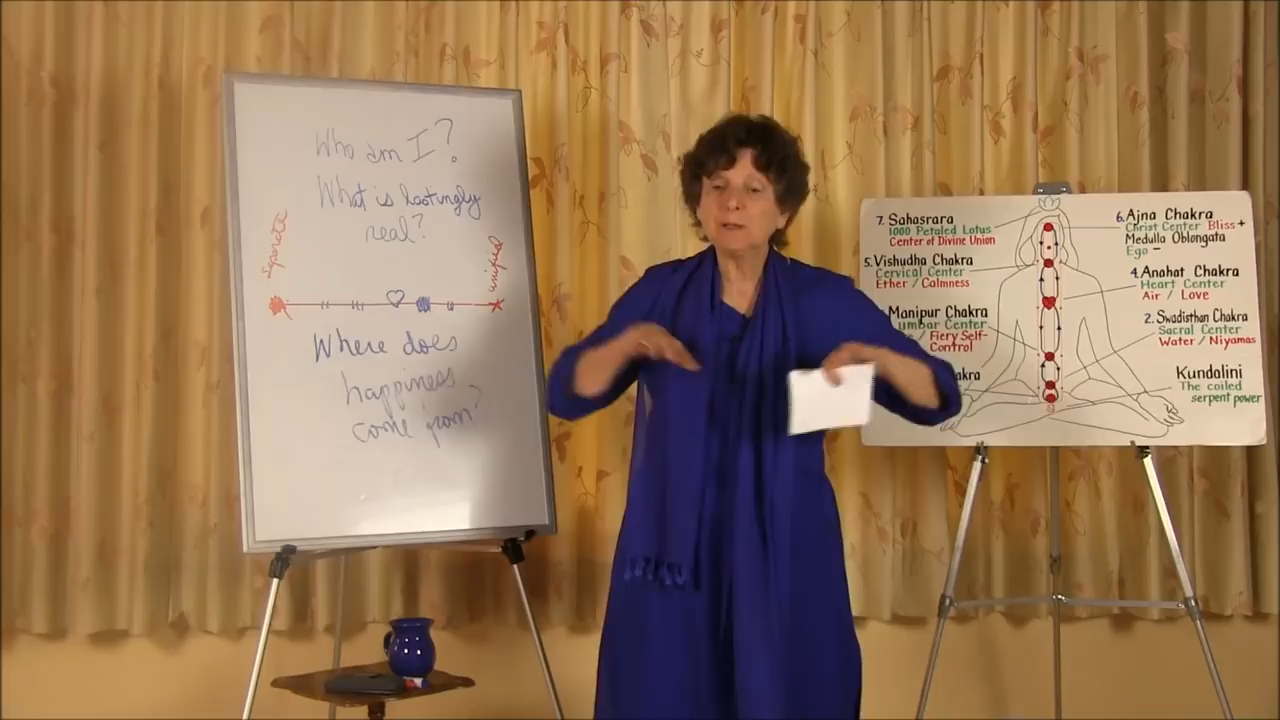 Who am I?
What is lastingly
real?
separate
unified
Where does
happiness
come from?
7. Sahasrara
1000 Petaled Lotus
Center of Divine Union
5. Vishudha Chakra
Cervical Center
Ether / Calmness
Manipur Chakra
umbar Center
/ Fiery Self-
Control
akra
6. Ajna Chakra
Christ Center Bliss +
Medulla Oblongata
Ego -
4. Anahat Chakra
Heart Center
Air / Love
2. Swadisthan Chakra
Sacral Center
Water / Niyamas
Kundalini
The coiled
serpent power